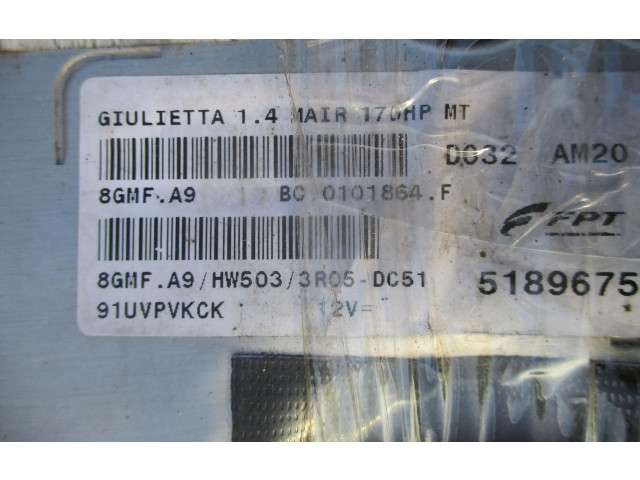 GIULIETTA 1.4 MAIR 170HP MT
D032 AM20
8GMF.A9 BC.0101864.F
FPT
8GMF.A9/HW503/3R05-DC51 5189675
91UVPVKCK 12V=